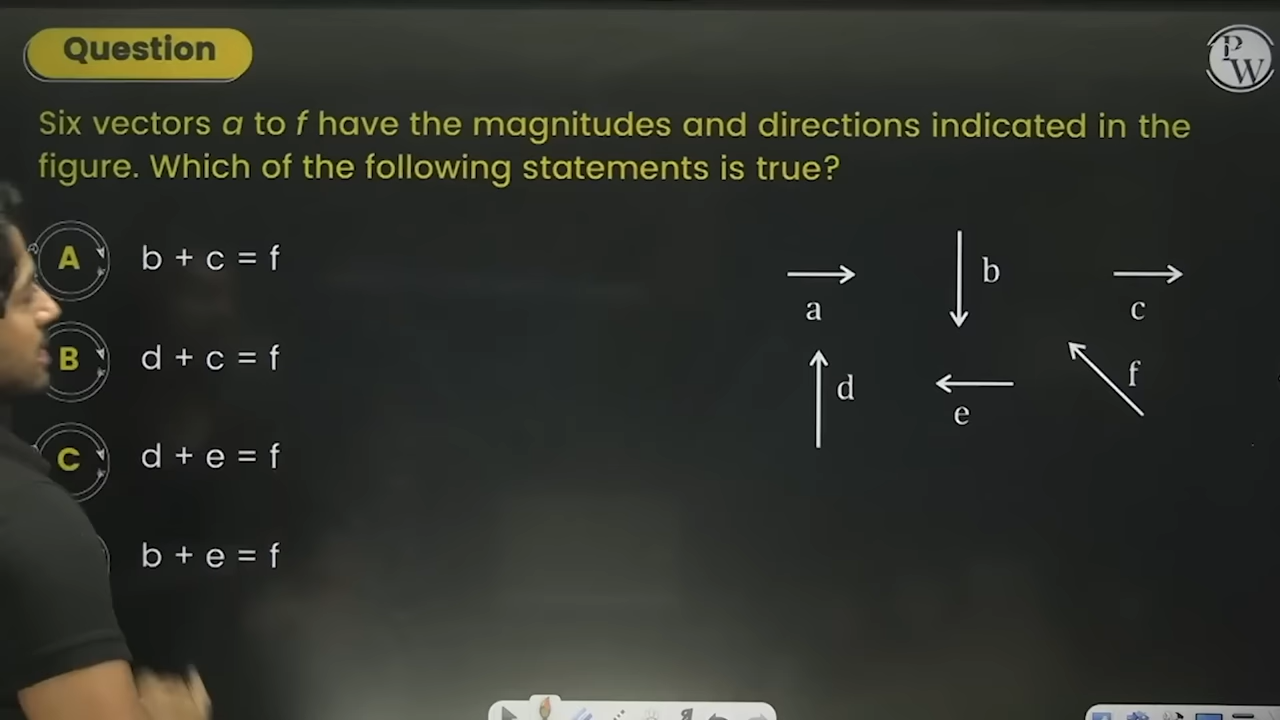 Question
PW
Six vectors a to f have the magnitudes and directions indicated in the
figure. Which of the following statements is true?
A b + c = f
B d + c = f
C d + e = f
b + e = f
a
b
c
d
e
f